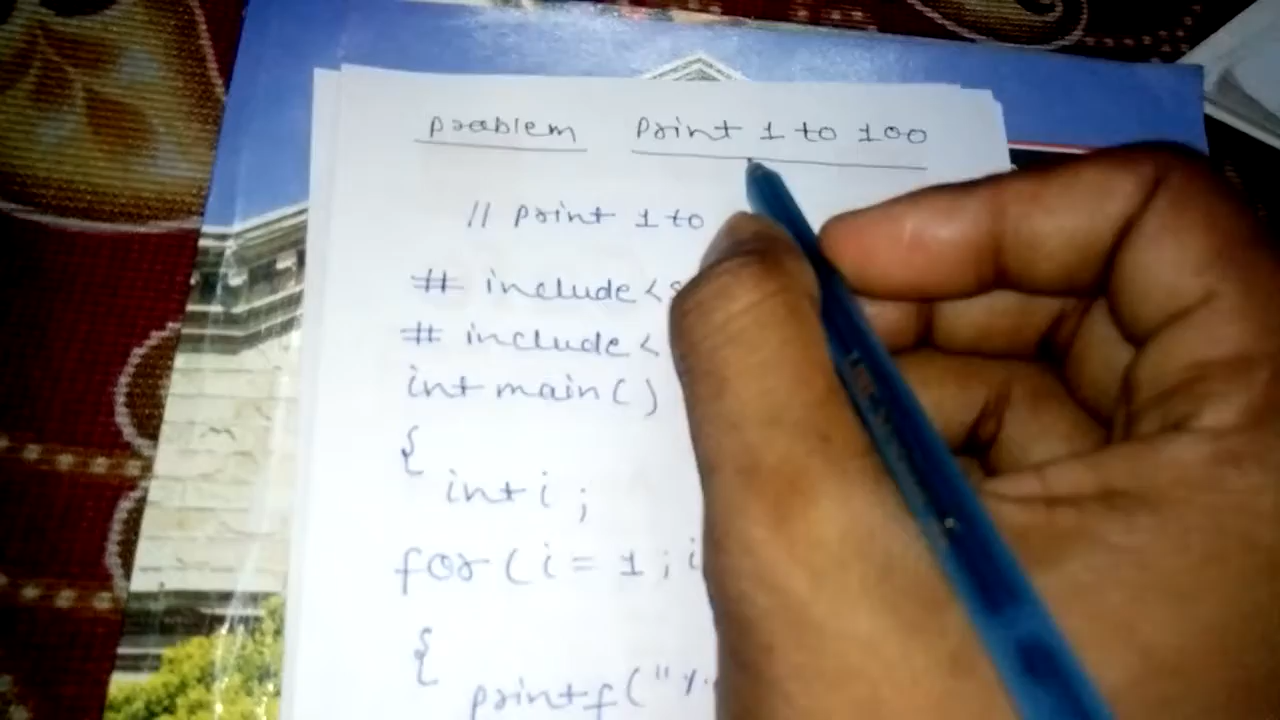 problem print 1 to 100
// print 1 to
# include <s
# include <
int main()
{
int i ;
for ( i = 1 ; i
{
printf ( " %.